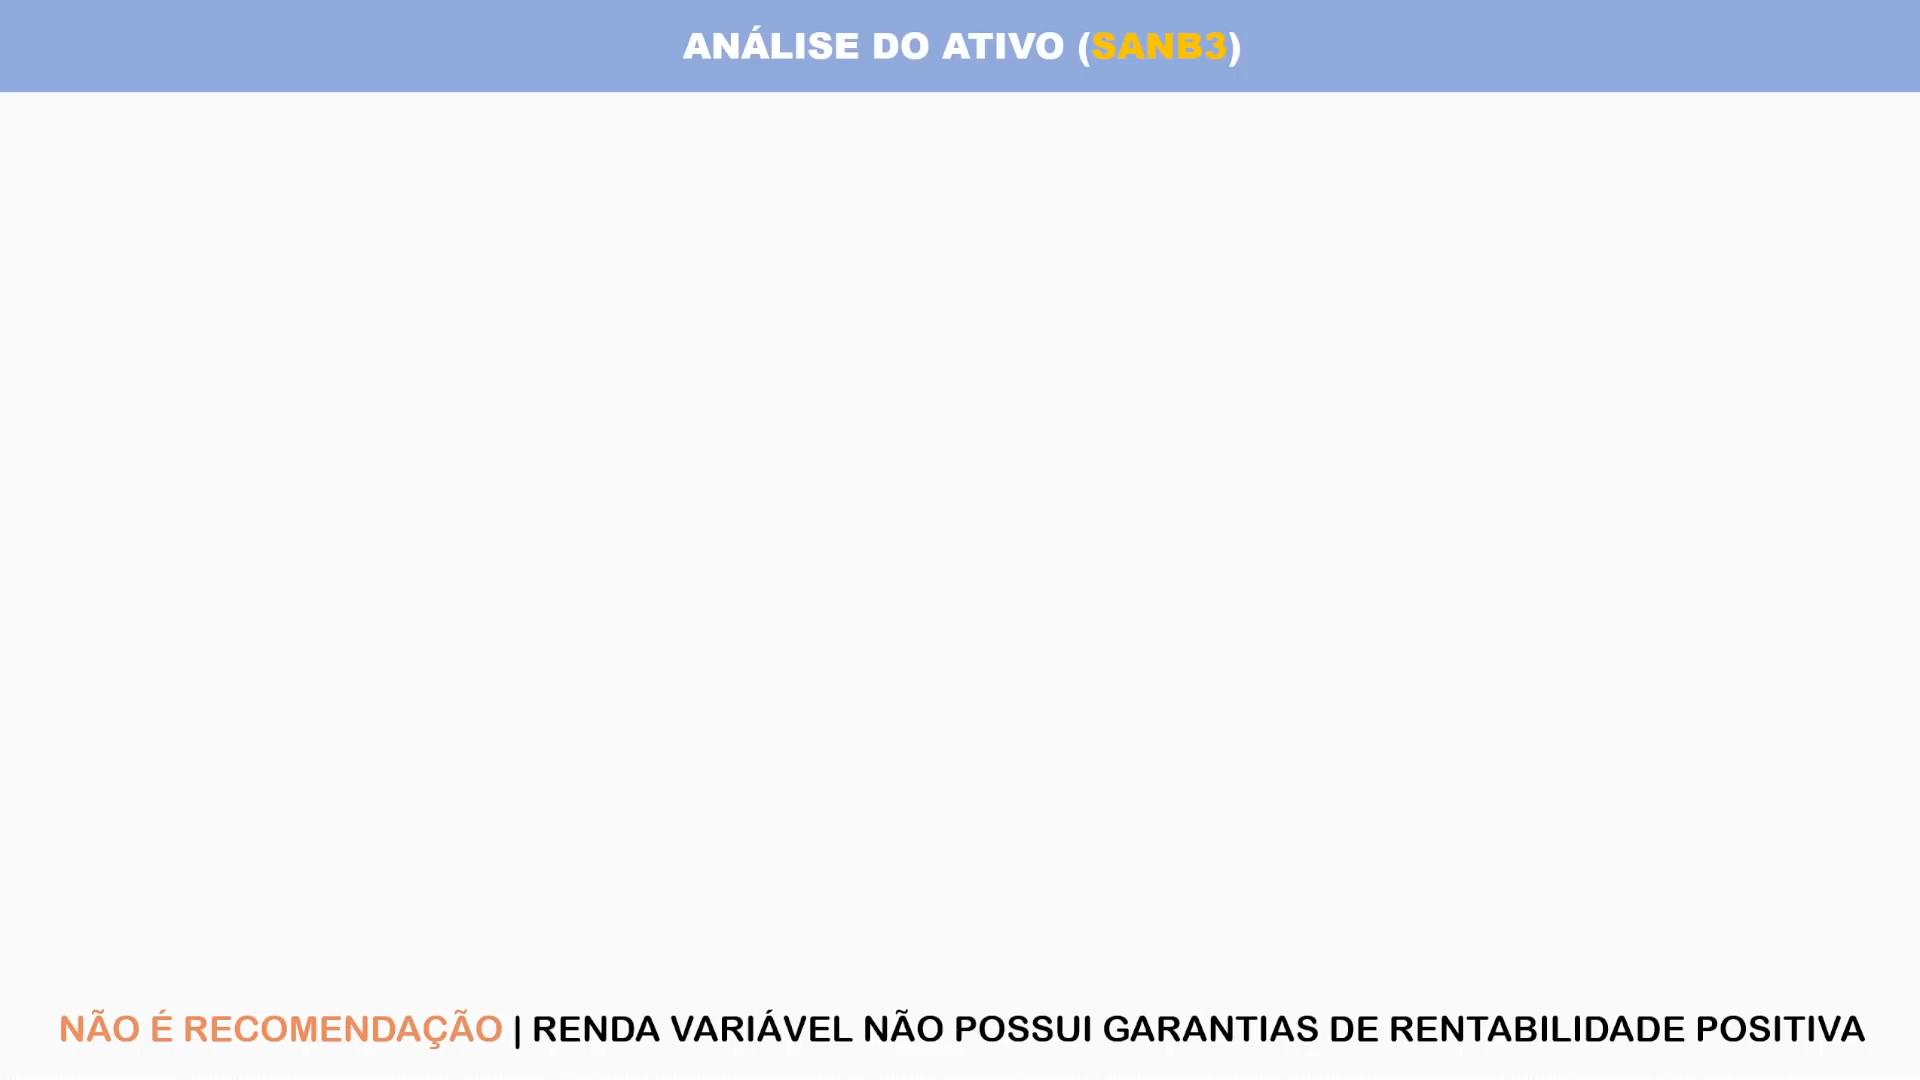 ANÁLISE DO ATIVO (SANB3)
NÃO É RECOMENDAÇÃO | RENDA VARIÁVEL NÃO POSSUI GARANTIAS DE RENTABILIDADE POSITIVA